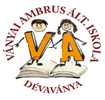 VÁNYAI AMBRUS ÁLT. ISKOLA
VA
DÉVAVÁNYA